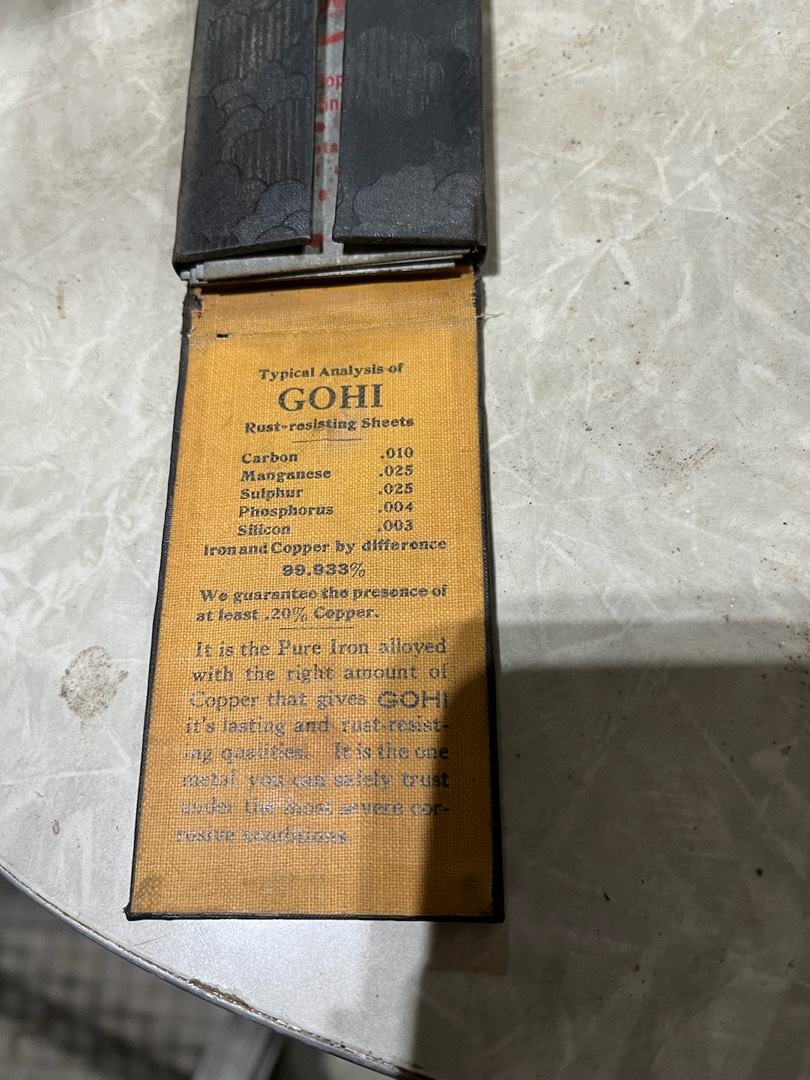 Typical Analysis of
GOHI
Rust-resisting Sheets
Carbon .010
Manganese .025
Sulphur .025
Phosphorus .004
Silicon .003
Iron and Copper by difference
99.933%
We guarantee the presence of
at least .20% Copper.
It is the Pure Iron alloyed
with the right amount of
Copper that gives GOHI
it's lasting and rust-resist-
ing qualities. It is the one
metal you can safely trust
under the most severe cor-
rosive conditions.